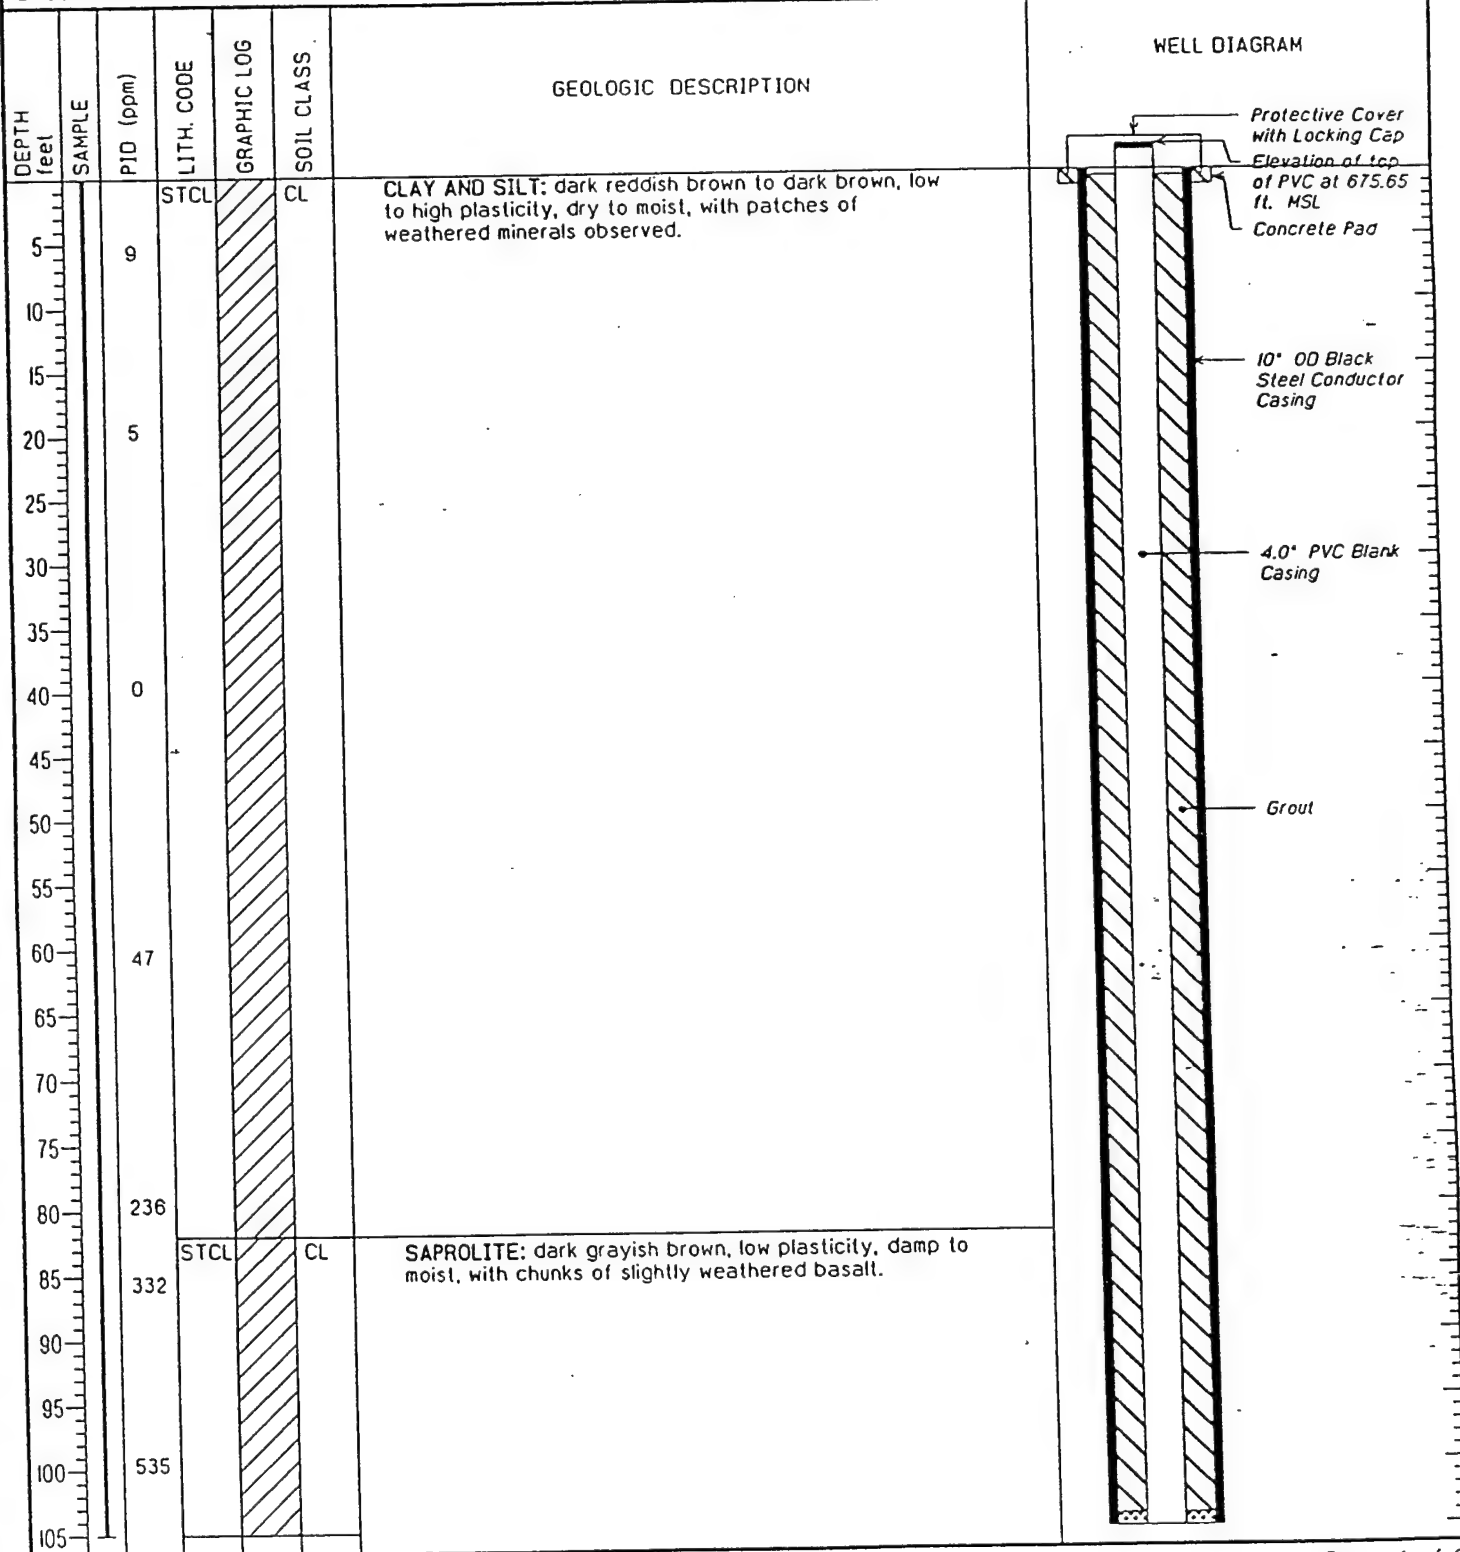 DEPTH
feet
SAMPLE
PID (ppm)
LITH. CODE
GRAPHIC LOG
SOIL CLASS
GEOLOGIC DESCRIPTION
WELL DIAGRAM
Protective Cover
with Locking Cap
Elevation of top
of PVC at 675.65
ft. MSL
Concrete Pad
STCL
CL
CLAY AND SILT: dark reddish brown to dark brown, low
to high plasticity, dry to moist, with patches of
weathered minerals observed.
5
9
10
10" OD Black
Steel Conductor
Casing
15
20
5
25
30
4.0" PVC Blank
Casing
35
40
0
45
50
Grout
55
60
47
65
70
75
80
236
STCL
CL
SAPROLITE: dark grayish brown, low plasticity, damp to
moist, with chunks of slightly weathered basalt.
85
332
90
95
100
535
105